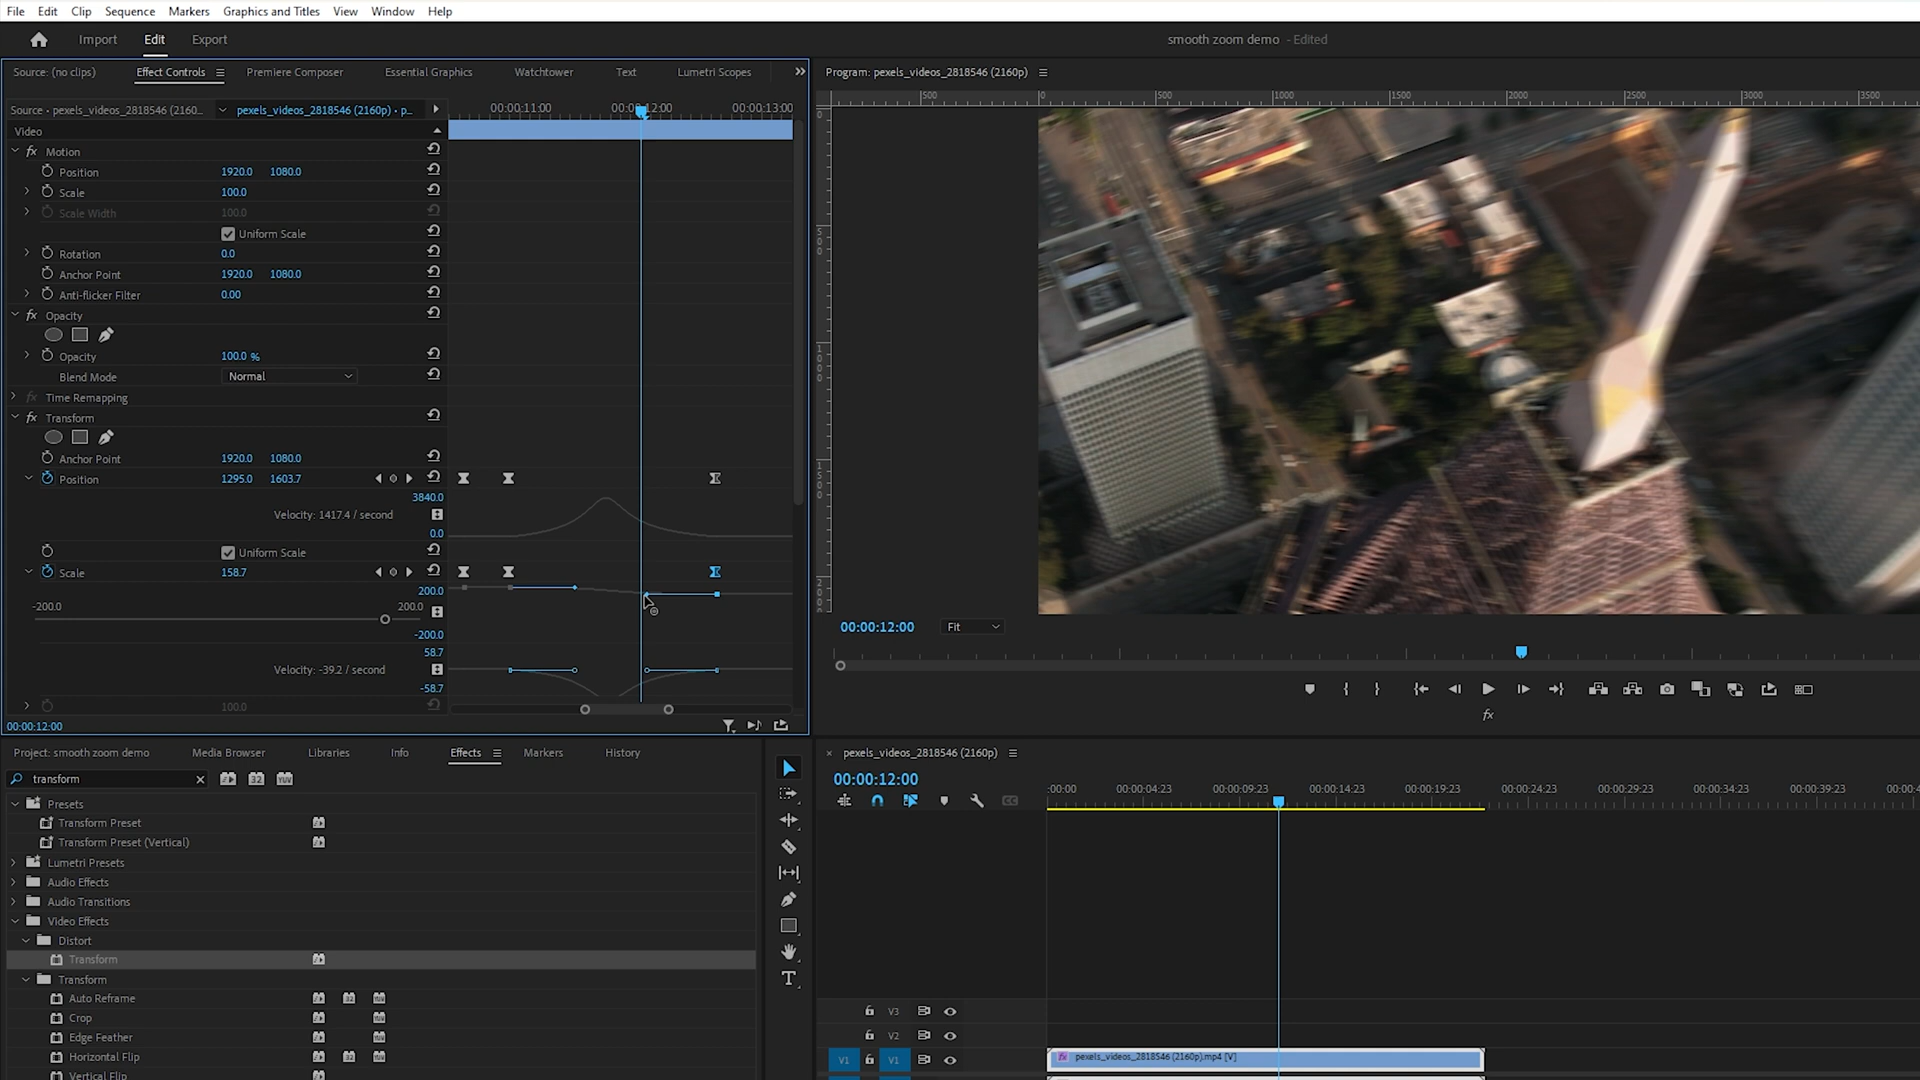 File Edit Clip Sequence Markers Graphics and Titles View Window Help
Import Edit Export
smooth zoom demo - Edited
Source: (no clips) Effect Controls Premiere Composer Essential Graphics Watchtower Text Lumetri Scopes
Program: pexels_videos_2818546 (2160p)
Source • pexels_videos_2818546 (2160... pexels_videos_2818546 (2160p) • p...
00:00:11:00 00:00:12:00 00:00:13:00
500 0 500 1000 1500 2000 2500 3000 3500
Video
fx Motion
Position 1920.0 1080.0
Scale 100.0
Scale Width 100.0
Uniform Scale
Rotation 0.0
Anchor Point 1920.0 1080.0
Anti-flicker Filter 0.00
fx Opacity
Opacity 100.0 %
Blend Mode Normal
fx Time Remapping
fx Transform
Anchor Point 1920.0 1080.0
Position 1295.0 1603.7
3840.0
Velocity: 1417.4 / second
0.0
Uniform Scale
Scale 158.7
200.0
-200.0 200.0
-200.0
58.7
Velocity: -39.2 / second
-58.7
100.0
00:00:12:00
00:00:12:00 Fit
fx
Project: smooth zoom demo Media Browser Libraries Info Effects Markers History
transform
32 YUV
Presets
Transform Preset
Transform Preset (Vertical)
Lumetri Presets
Audio Effects
Audio Transitions
Video Effects
Distort
Transform
Transform
Auto Reframe
Crop
Edge Feather
Horizontal Flip
Vertical Flip
× pexels_videos_2818546 (2160p)
00:00:12:00
:00:00 00:00:04:23 00:00:09:23 00:00:14:23 00:00:19:23 00:00:24:23 00:00:29:23 00:00:34:23 00:00:39:23 00:00:4
V3
V2
V1 V1
fx pexels_videos_2818546 (2160p).mp4 [V]